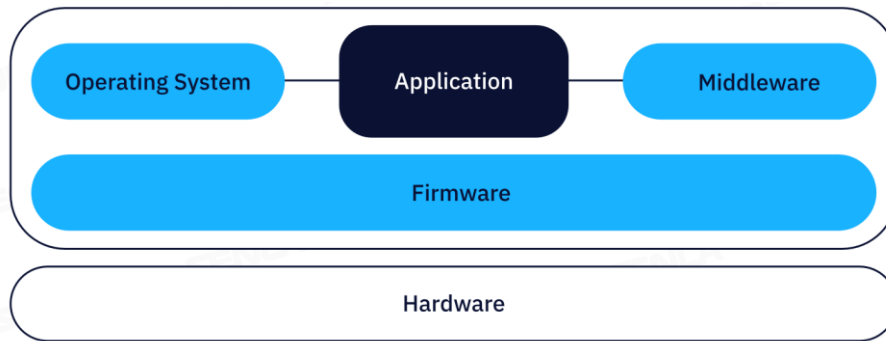 Operating System
Application
Middleware
Firmware
Hardware